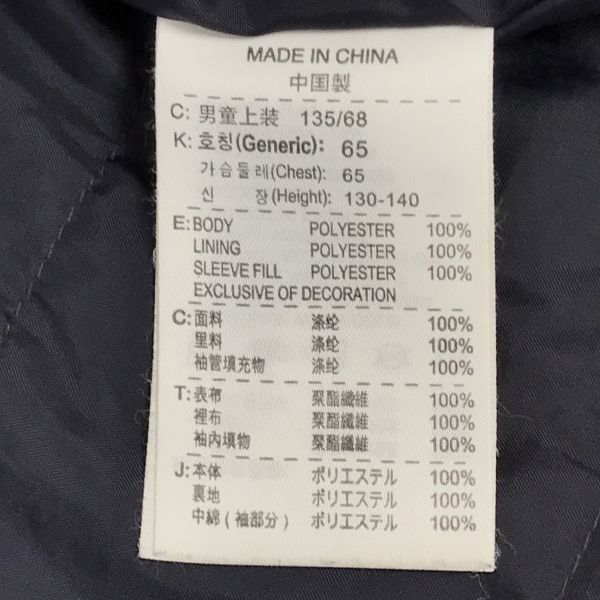 MADE IN CHINA
中国製
C: 男童上装 135/68
K: 호칭(Generic): 65
가슴둘레(Chest): 65
신 장(Height): 130-140
E: BODY POLYESTER 100%
LINING POLYESTER 100%
SLEEVE FILL POLYESTER 100%
EXCLUSIVE OF DECORATION
C: 面料 涤纶 100%
里料 涤纶 100%
袖管填充物 涤纶 100%
T: 表布 聚酯纖維 100%
裡布 聚酯纖維 100%
袖內填物 聚酯纖維 100%
J: 本体 ポリエステル 100%
裏地 ポリエステル 100%
中綿(袖部分) ポリエステル 100%